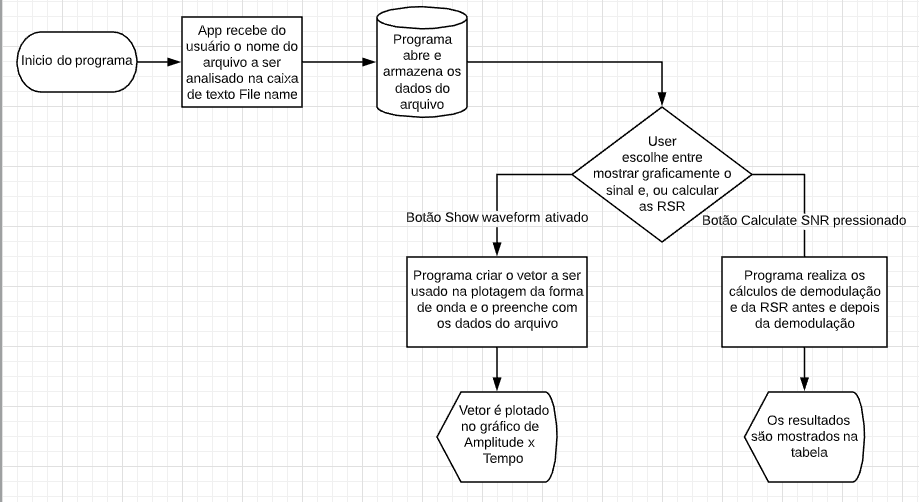 Inicio do programa
App recebe do
usuário o nome do
arquivo a ser
analisado na caixa
de texto File name
Programa
abre e
armazena os
dados do
arquivo
User
escolhe entre
mostrar graficamente o
sinal e, ou calcular
as RSR
Botão Show waveform ativado
Botão Calculate SNR pressionado
Programa criar o vetor a ser
usado na plotagem da forma
de onda e o preenche com
os dados do arquivo
Programa realiza os
cálculos de demodulação
e da RSR antes e depois
da demodulação
Vetor é plotado
no gráfico de
Amplitude x
Tempo
Os resultados
são mostrados na
tabela